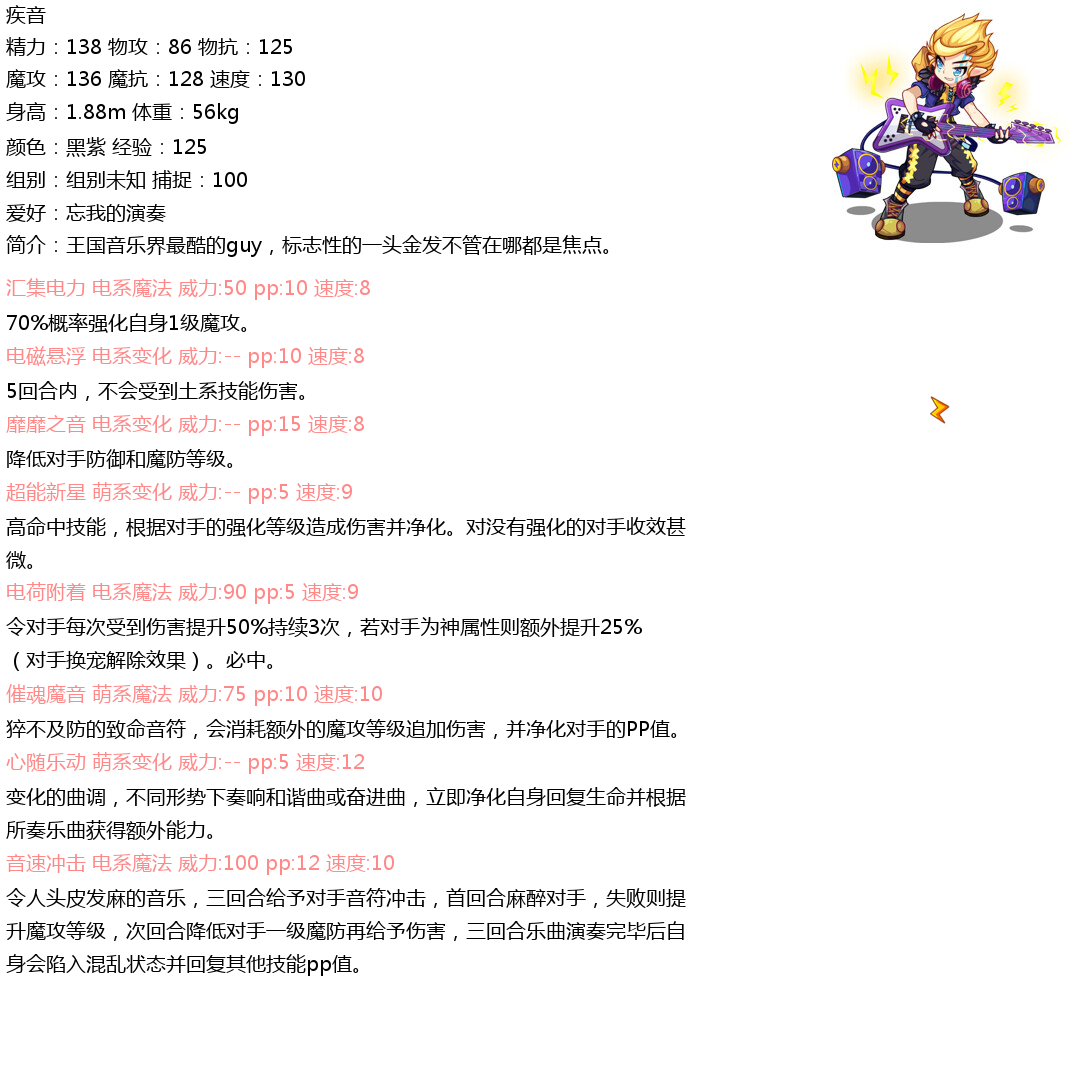 疾音
精力：138 物攻：86 物抗：125
魔攻：136 魔抗：128 速度：130
身高：1.88m 体重：56kg
颜色：黑紫 经验：125
组别：组别未知 捕捉：100
爱好：忘我的演奏
简介：王国音乐界最酷的guy，标志性的一头金发不管在哪都是焦点。
汇集电力 电系魔法 威力:50 pp:10 速度:8
70%概率强化自身1级魔攻。
电磁悬浮 电系变化 威力:-- pp:10 速度:8
5回合内，不会受到土系技能伤害。
靡靡之音 电系变化 威力:-- pp:15 速度:8
降低对手防御和魔防等级。
超能新星 萌系变化 威力:-- pp:5 速度:9
高命中技能，根据对手的强化等级造成伤害并净化。对没有强化的对手收效甚
微。
电荷附着 电系魔法 威力:90 pp:5 速度:9
令对手每次受到伤害提升50%持续3次，若对手为神属性则额外提升25%
（对手换宠解除效果）。必中。
催魂魔音 萌系魔法 威力:75 pp:10 速度:10
猝不及防的致命音符，会消耗额外的魔攻等级追加伤害，并净化对手的PP值。
心随乐动 萌系变化 威力:-- pp:5 速度:12
变化的曲调，不同形势下奏响和谐曲或奋进曲，立即净化自身回复生命并根据
所奏乐曲获得额外能力。
音速冲击 电系魔法 威力:100 pp:12 速度:10
令人头皮发麻的音乐，三回合给予对手音符冲击，首回合麻醉对手，失败则提
升魔攻等级，次回合降低对手一级魔防再给予伤害，三回合乐曲演奏完毕后自
身会陷入混乱状态并回复其他技能pp值。